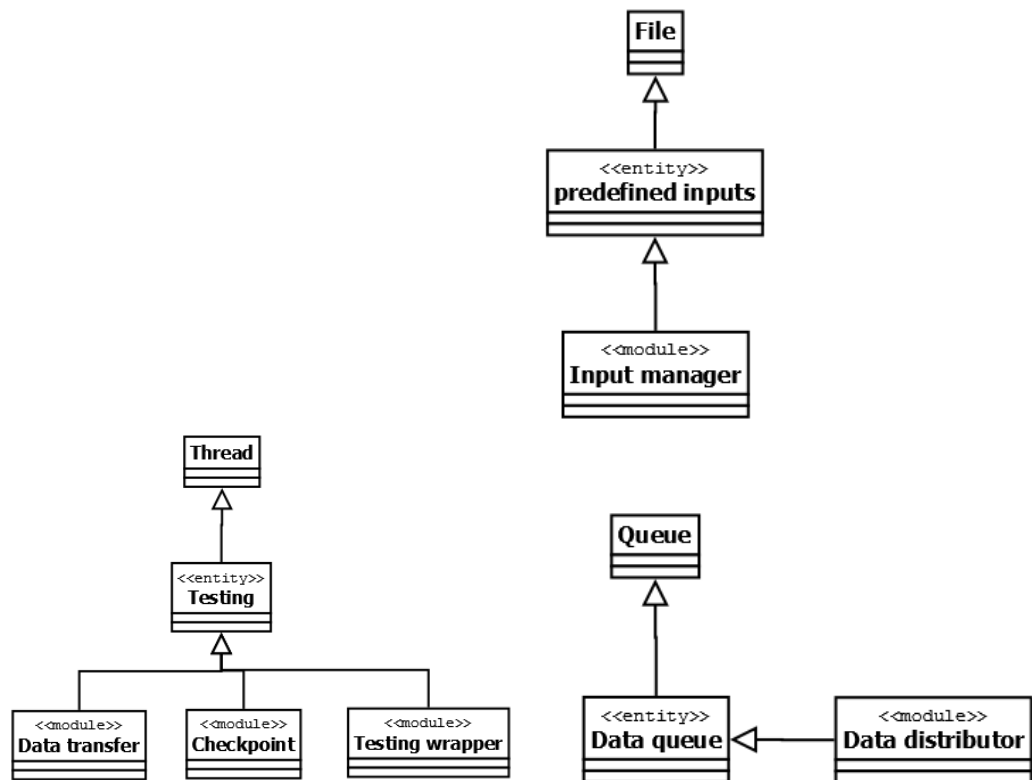 File
<<entity>>
predefined inputs
<<module>>
Input manager
Thread
<<entity>>
Testing
<<module>>
Data transfer
<<module>>
Checkpoint
<<module>>
Testing wrapper
Queue
<<entity>>
Data queue
<<module>>
Data distributor